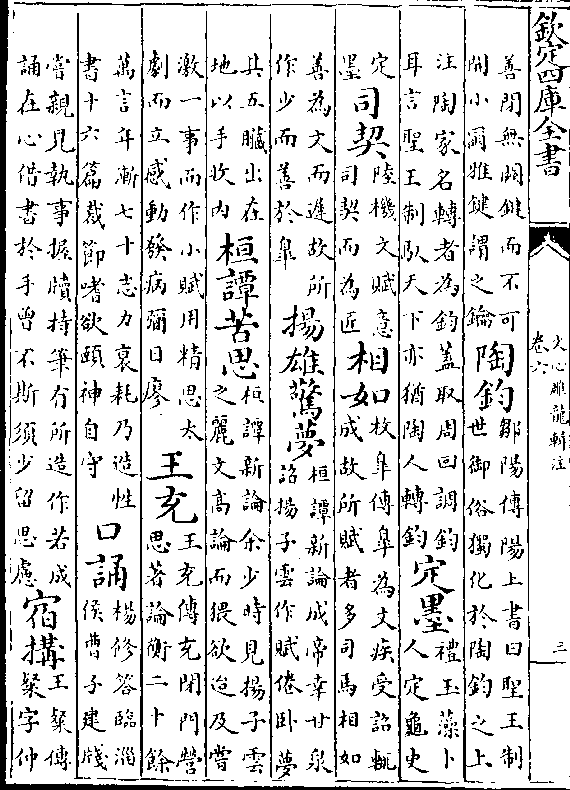 欽定四庫全書
文心雕龍輯注
卷六
三
善閉無關鍵而不可
開小爾雅鍵謂之鑰
陶鈞
鄒陽傳陽上書曰聖王制
世御俗獨化於陶鈞之上
注陶家名轉者為鈞蓋取周回調鈞
耳言聖王制馭天下亦猶陶人轉鈞
定墨
禮玉藻卜
人定龜史
定
墨
司契
陸機文賦意
司契而為匠
相如
枚皐傳皐為文疾受詔輒
成故所賦者多司馬相如
善為文而遲故所
作少而善於皐
揚雄驚夢
桓譚新論成帝幸甘泉
詔揚子雲作賦倦卧夢
其五臟出在
地以手收内
桓譚苦思
桓譚新論余少時見揚子雲
之麗文高論而猥欲迨及嘗
激一事而作小賦用精思太
劇而立感動發病彌日瘳
王充
王充傳充閉門營
思著論衡二十餘
萬言年漸七十志力衰耗乃造性
書十六篇裁節嗜欲頤神自守
口誦
楊修答臨淄
侯曹子建牋
嘗親見執事握牘持筆有所造作若成
誦在心借書於手曾不斯須少留思慮
宿搆
王粲傳
粲字仲